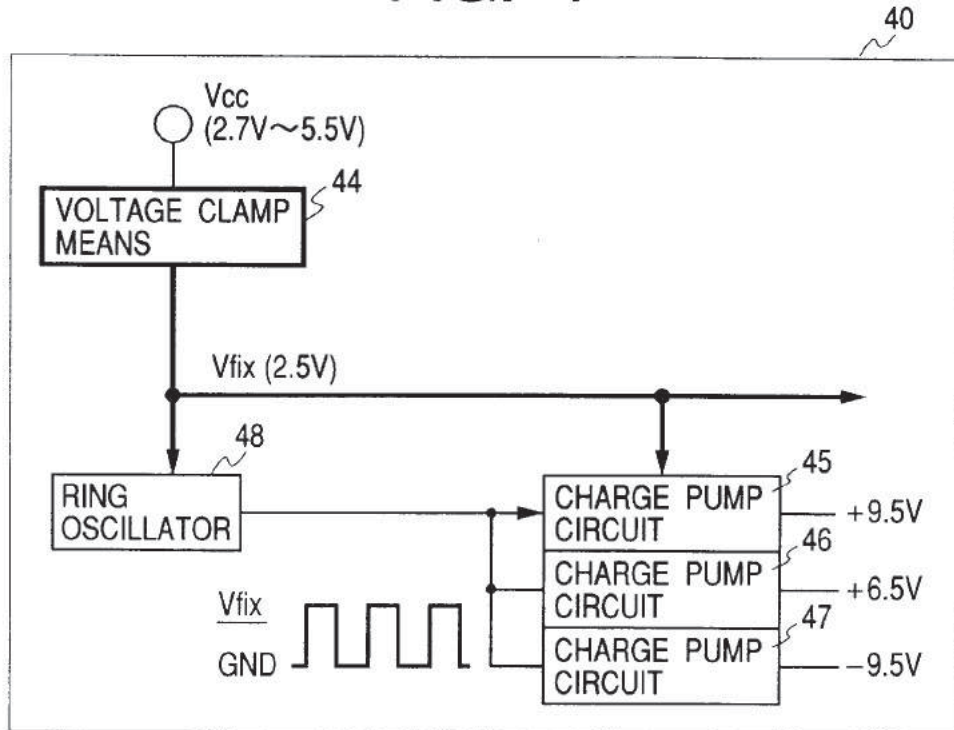 40
Vcc
(2.7V～5.5V)
44
VOLTAGE CLAMP
MEANS
Vfix (2.5V)
48
RING
OSCILLATOR
45
CHARGE PUMP
CIRCUIT
+9.5V
46
CHARGE PUMP
CIRCUIT
+6.5V
47
CHARGE PUMP
CIRCUIT
−9.5V
Vfix
GND